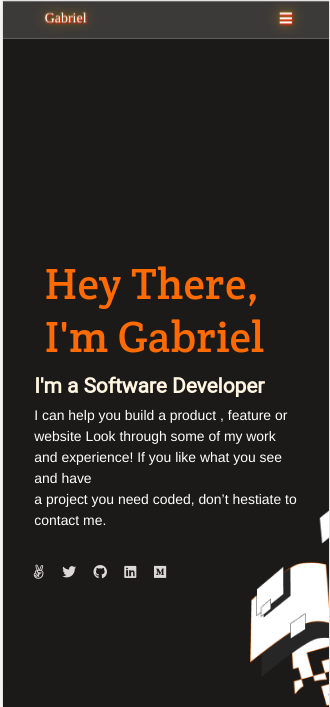 Gabriel
Hey There,
I'm Gabriel
I'm a Software Developer
I can help you build a product , feature or
website Look through some of my work
and experience! If you like what you see
and have
a project you need coded, don’t hestiate to
contact me.